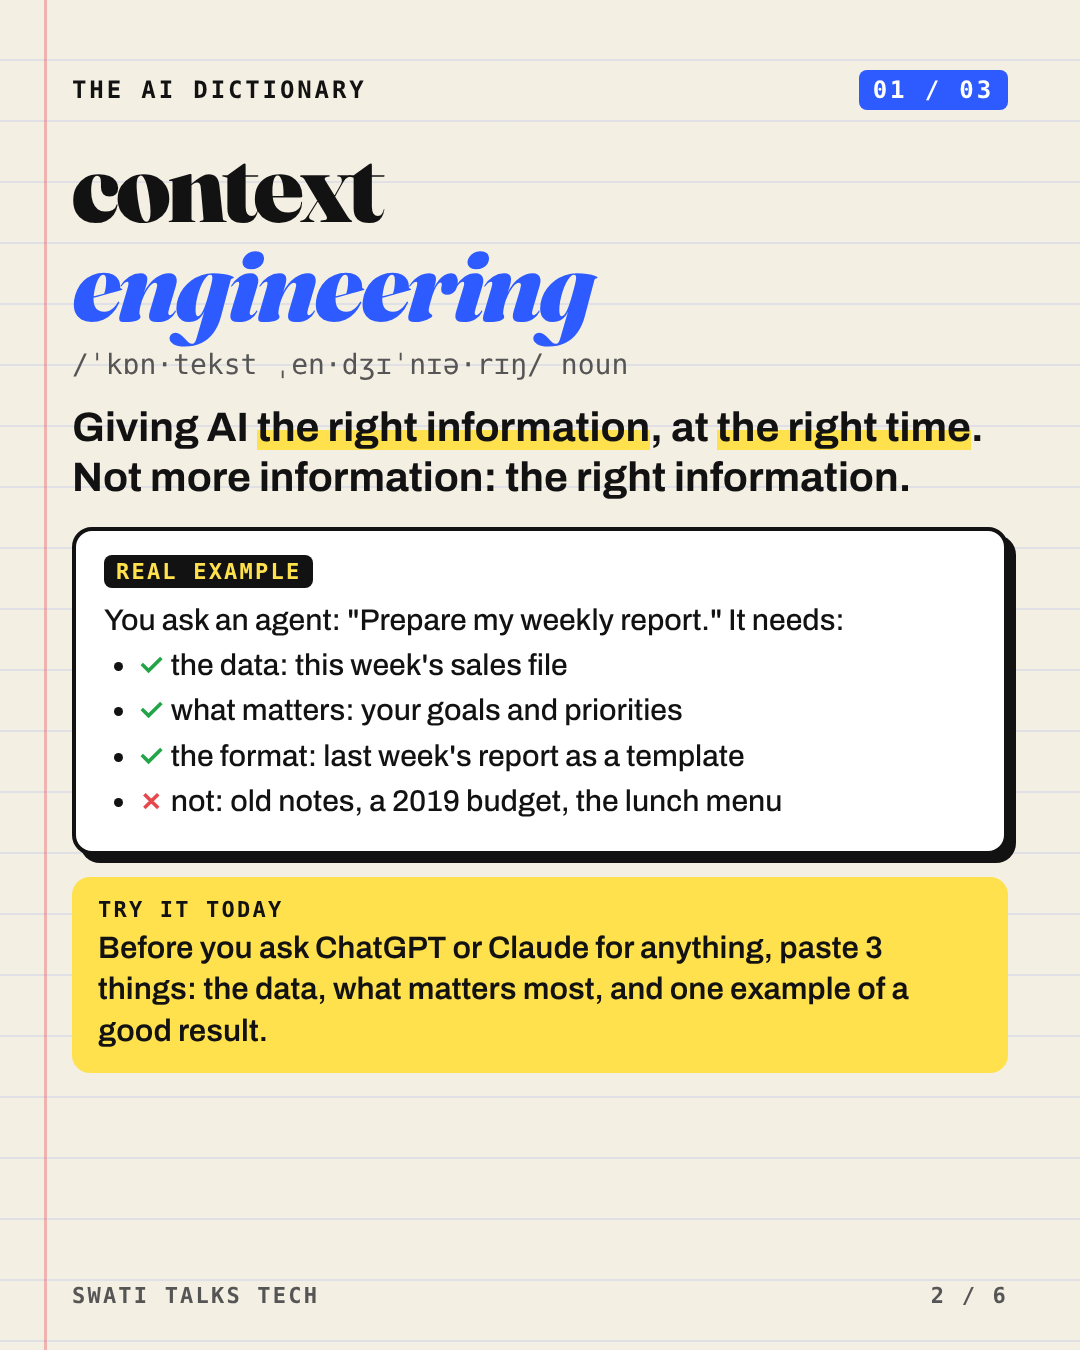 THE AI DICTIONARY
01 / 03
context
engineering
/ˈkɒn·tekst ˌen·dʒɪˈnɪə·rɪŋ/ noun
Giving AI the right information, at the right time.
Not more information: the right information.
REAL EXAMPLE
You ask an agent: "Prepare my weekly report." It needs:
• ✓ the data: this week's sales file
• ✓ what matters: your goals and priorities
• ✓ the format: last week's report as a template
• ✕ not: old notes, a 2019 budget, the lunch menu
TRY IT TODAY
Before you ask ChatGPT or Claude for anything, paste 3
things: the data, what matters most, and one example of a
good result.
SWATI TALKS TECH
2 / 6